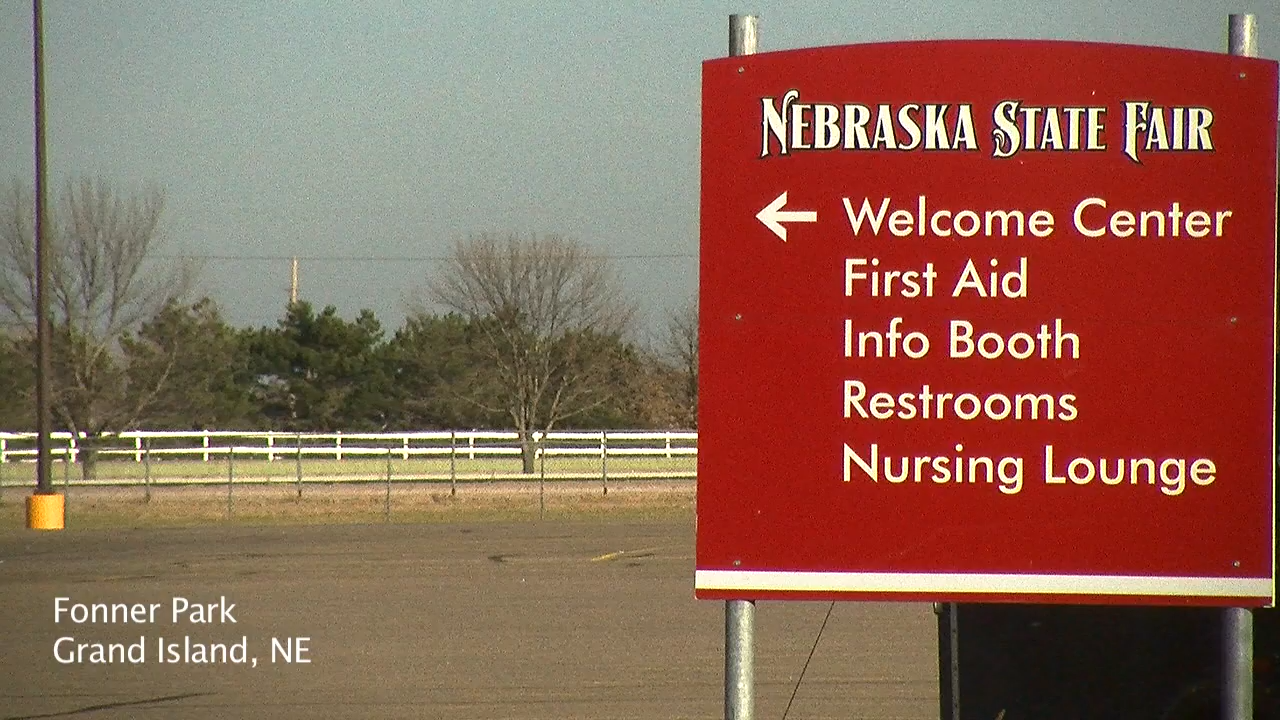 Nebraska State Fair
← Welcome Center
First Aid
Info Booth
Restrooms
Nursing Lounge
Fonner Park
Grand Island, NE